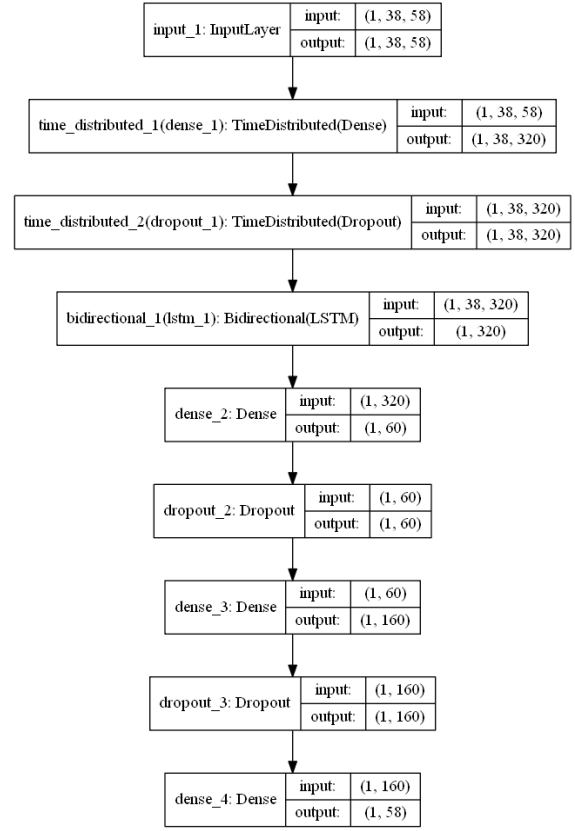 input_1: InputLayer input: (1, 38, 58)
output: (1, 38, 58)
time_distributed_1(dense_1): TimeDistributed(Dense) input: (1, 38, 58)
output: (1, 38, 320)
time_distributed_2(dropout_1): TimeDistributed(Dropout) input: (1, 38, 320)
output: (1, 38, 320)
bidirectional_1(lstm_1): Bidirectional(LSTM) input: (1, 38, 320)
output: (1, 320)
dense_2: Dense input: (1, 320)
output: (1, 60)
dropout_2: Dropout input: (1, 60)
output: (1, 60)
dense_3: Dense input: (1, 60)
output: (1, 160)
dropout_3: Dropout input: (1, 160)
output: (1, 160)
dense_4: Dense input: (1, 160)
output: (1, 58)